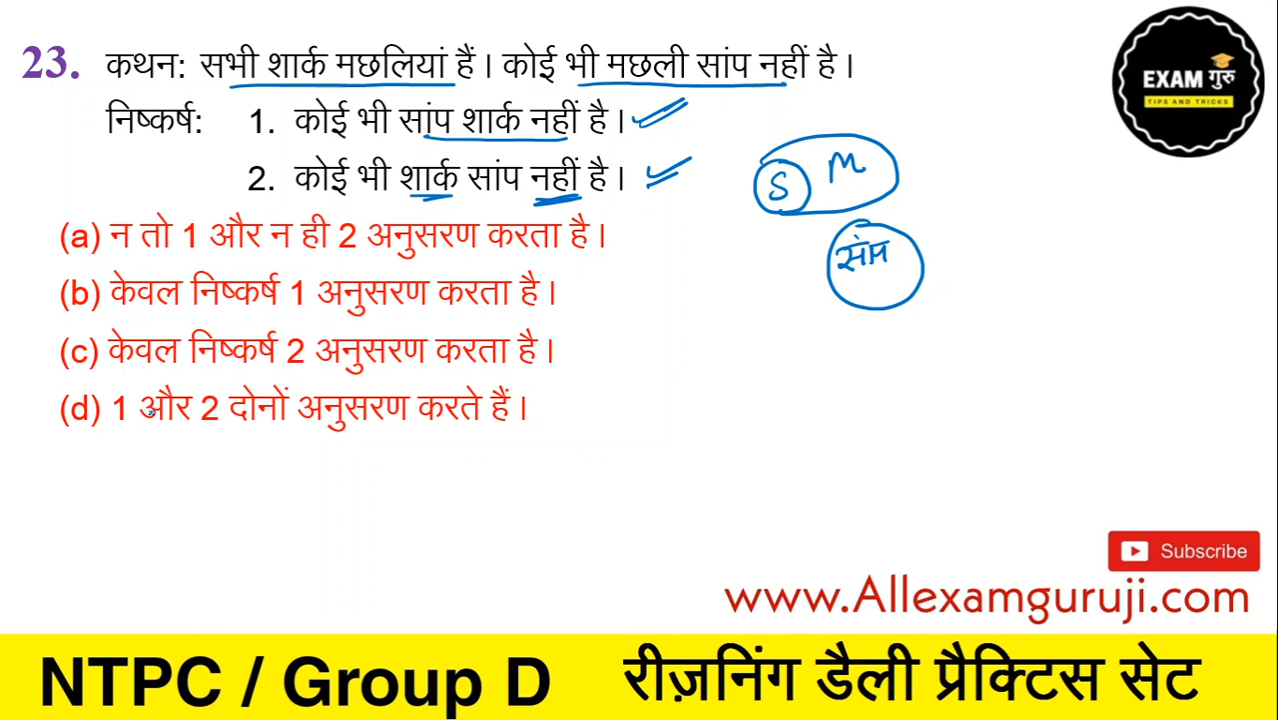 23. कथन: सभी शार्क मछलियां हैं। कोई भी मछली सांप नहीं है।
निष्कर्ष: 1. कोई भी सांप शार्क नहीं है।
2. कोई भी शार्क सांप नहीं है।
(a) न तो 1 और न ही 2 अनुसरण करता है।
(b) केवल निष्कर्ष 1 अनुसरण करता है।
(c) केवल निष्कर्ष 2 अनुसरण करता है।
(d) 1 और 2 दोनों अनुसरण करते हैं।
EXAM गुरु
TIPS AND TRICKS
S M
सांप
Subscribe
www.Allexamguruji.com
NTPC / Group D रीज़निंग डैली प्रैक्टिस सेट